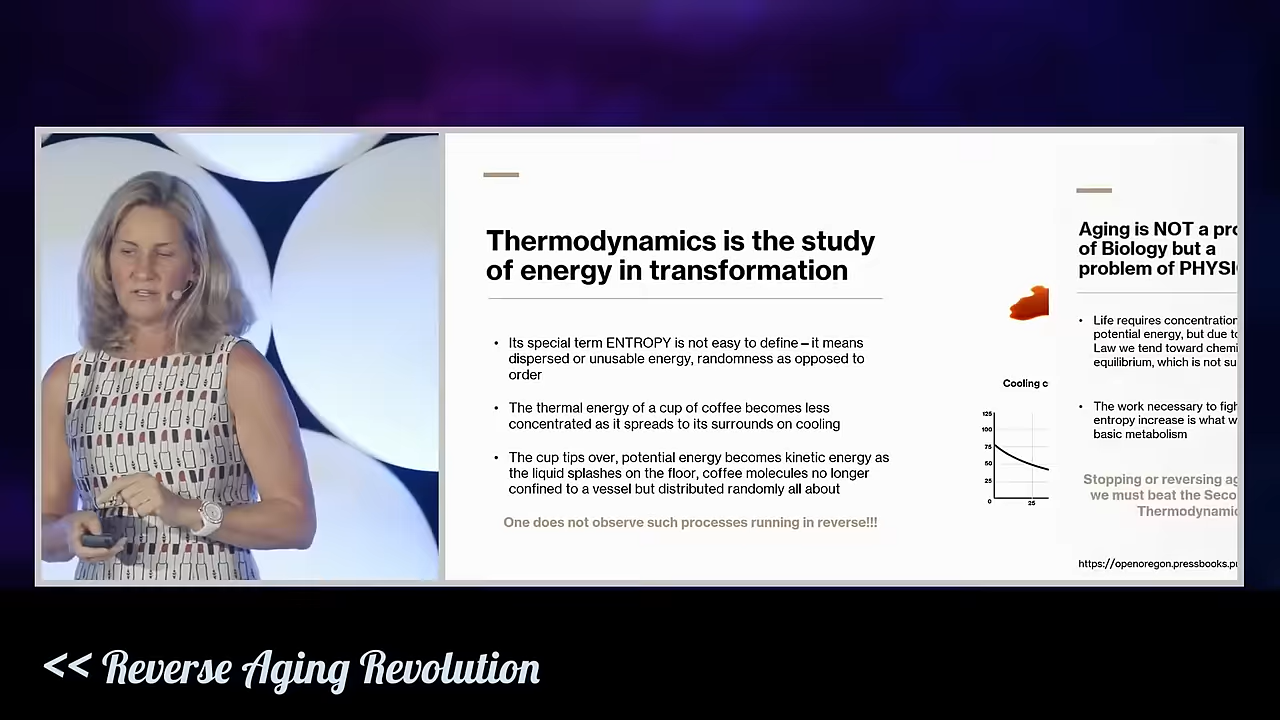 Thermodynamics is the study
of energy in transformation
• Its special term ENTROPY is not easy to define – it means
dispersed or unusable energy, randomness as opposed to
order
• The thermal energy of a cup of coffee becomes less
concentrated as it spreads to its surrounds on cooling
• The cup tips over, potential energy becomes kinetic energy as
the liquid splashes on the floor, coffee molecules no longer
confined to a vessel but distributed randomly all about
One does not observe such processes running in reverse!!!
Cooling c
125
100
75
50
25
0
25
Aging is NOT a pro
of Biology but a
problem of PHYSI
• Life requires concentration
potential energy, but due to
Law we tend toward chemi
equilibrium, which is not su
• The work necessary to figh
entropy increase is what w
basic metabolism
Stopping or reversing ag
we must beat the Seco
Thermodynamic
https://openoregon.pressbooks.pu
<< Reverse Aging Revolution